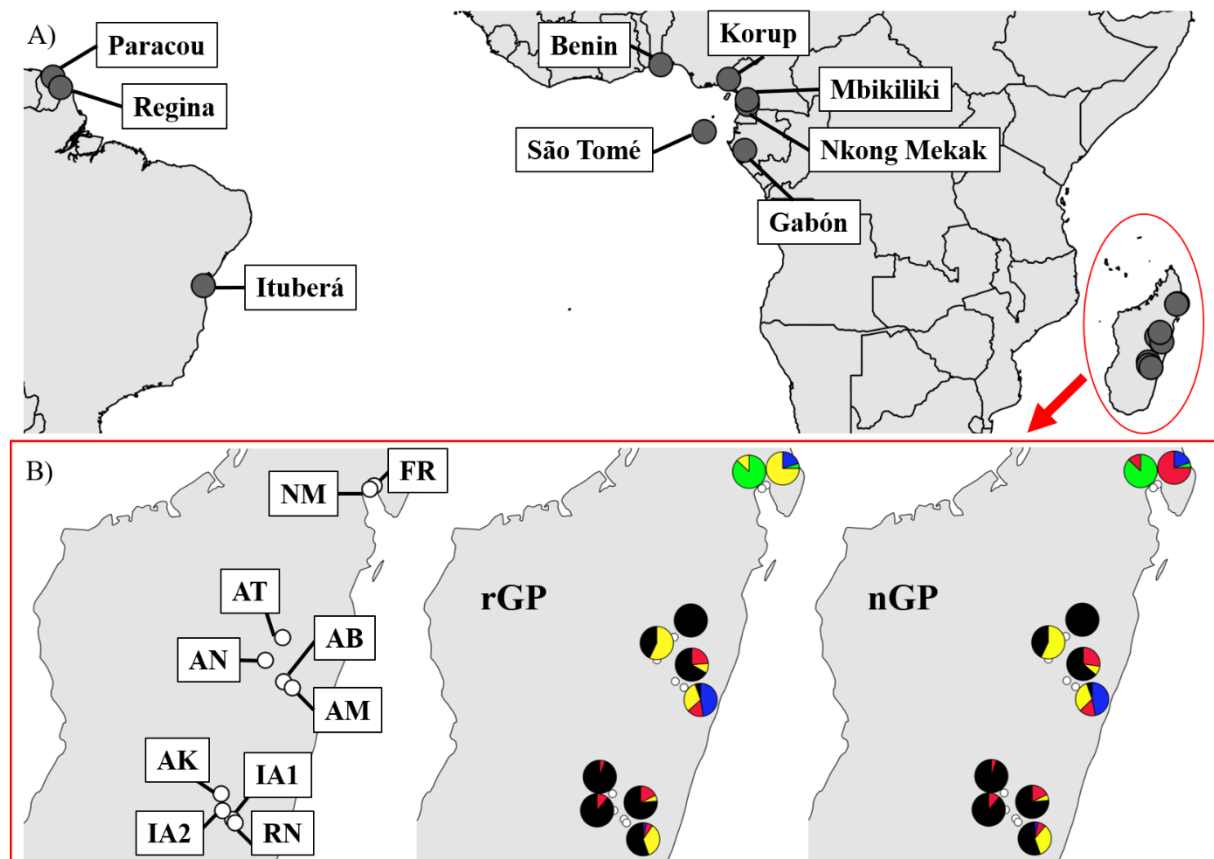 A)
Paracou
Regina
Ituberá
Benin
Korup
Mbikiliki
São Tomé
Nkong Mekak
Gabón
B)
FR
NM
AT
AB
AN
AM
AK
IA1
IA2
RN
rGP
nGP